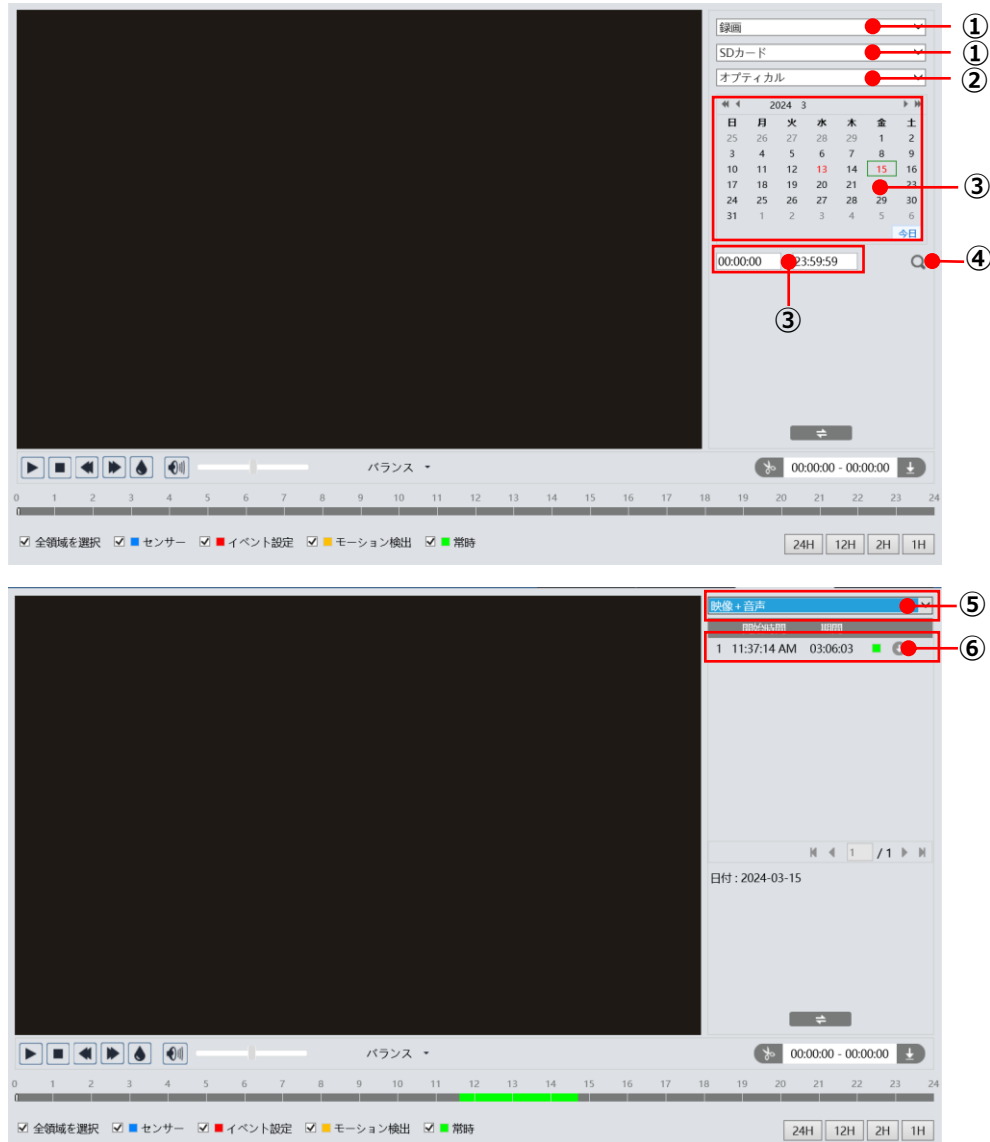 録画 ①
SDカード ①
オプティカル ②
2024 3
日 月 火 水 木 金 土
25 26 27 28 29 1 2
3 4 5 6 7 8 9
10 11 12 13 14 15 16
17 18 19 20 21 23 ③
24 25 26 27 28 29 30
31 1 2 3 4 5 6
今日
00:00:00 23:59:59 ④
③
バランス 00:00:00 - 00:00:00
0 1 2 3 4 5 6 7 8 9 10 11 12 13 14 15 16 17 18 19 20 21 22 23 24
全領域を選択 センサー イベント設定 モーション検出 常時 24H 12H 2H 1H
映像 + 音声 ⑤
開始時間 期間
1 11:37:14 AM 03:06:03 ⑥
1 / 1
日付 : 2024-03-15
バランス 00:00:00 - 00:00:00
0 1 2 3 4 5 6 7 8 9 10 11 12 13 14 15 16 17 18 19 20 21 22 23 24
全領域を選択 センサー イベント設定 モーション検出 常時 24H 12H 2H 1H